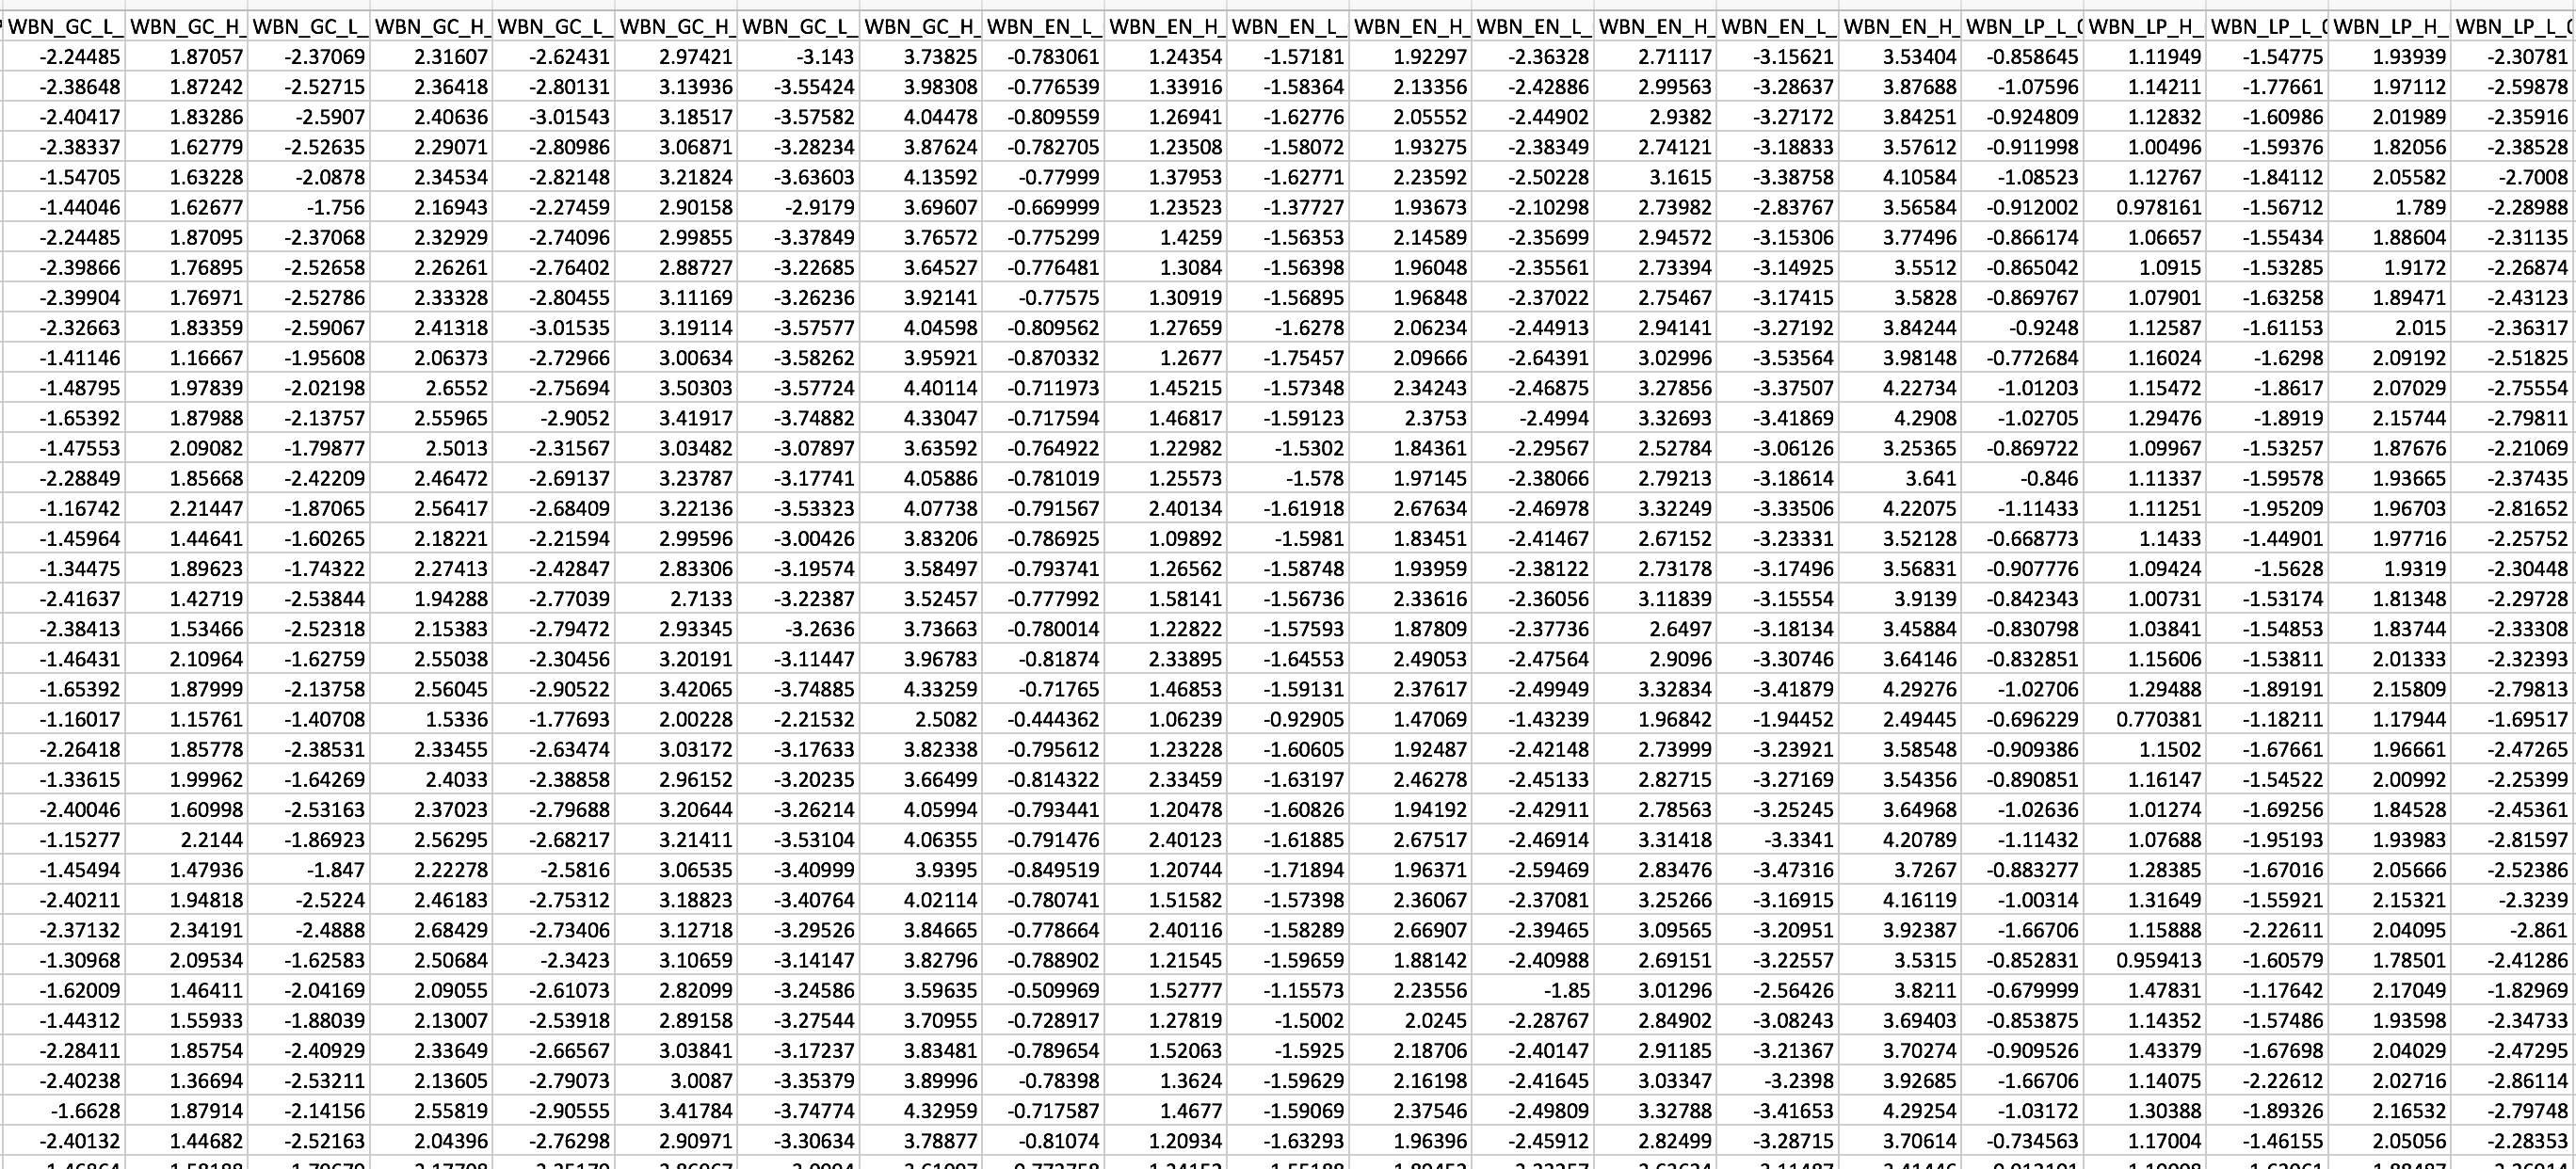 WBN_GC_L_ WBN_GC_H_ WBN_GC_L_ WBN_GC_H_ WBN_GC_L_ WBN_GC_H_ WBN_GC_L_ WBN_GC_H_ WBN_EN_L_ WBN_EN_H_ WBN_EN_L_ WBN_EN_H_ WBN_EN_L_ WBN_EN_H_ WBN_EN_L_ WBN_EN_H_ WBN_LP_L_( WBN_LP_H_ WBN_LP_L_( WBN_LP_H_ WBN_LP_L_(
-2.24485 1.87057 -2.37069 2.31607 -2.62431 2.97421 -3.143 3.73825 -0.783061 1.24354 -1.57181 1.92297 -2.36328 2.71117 -3.15621 3.53404 -0.858645 1.11949 -1.54775 1.93939 -2.30781
-2.38648 1.87242 -2.52715 2.36418 -2.80131 3.13936 -3.55424 3.98308 -0.776539 1.33916 -1.58364 2.13356 -2.42886 2.99563 -3.28637 3.87688 -1.07596 1.14211 -1.77661 1.97112 -2.59878
-2.40417 1.83286 -2.5907 2.40636 -3.01543 3.18517 -3.57582 4.04478 -0.809559 1.26941 -1.62776 2.05552 -2.44902 2.9382 -3.27172 3.84251 -0.924809 1.12832 -1.60986 2.01989 -2.35916
-2.38337 1.62779 -2.52635 2.29071 -2.80986 3.06871 -3.28234 3.87624 -0.782705 1.23508 -1.58072 1.93275 -2.38349 2.74121 -3.18833 3.57612 -0.911998 1.00496 -1.59376 1.82056 -2.38528
-1.54705 1.63228 -2.0878 2.34534 -2.82148 3.21824 -3.63603 4.13592 -0.77999 1.37953 -1.62771 2.23592 -2.50228 3.1615 -3.38758 4.10584 -1.08523 1.12767 -1.84112 2.05582 -2.7008
-1.44046 1.62677 -1.756 2.16943 -2.27459 2.90158 -2.9179 3.69607 -0.669999 1.23523 -1.37727 1.93673 -2.10298 2.73982 -2.83767 3.56584 -0.912002 0.978161 -1.56712 1.789 -2.28988
-2.24485 1.87095 -2.37068 2.32929 -2.74096 2.99855 -3.37849 3.76572 -0.775299 1.4259 -1.56353 2.14589 -2.35699 2.94572 -3.15306 3.77496 -0.866174 1.06657 -1.55434 1.88604 -2.31135
-2.39866 1.76895 -2.52658 2.26261 -2.76402 2.88727 -3.22685 3.64527 -0.776481 1.3084 -1.56398 1.96048 -2.35561 2.73394 -3.14925 3.5512 -0.865042 1.0915 -1.53285 1.9172 -2.26874
-2.39904 1.76971 -2.52786 2.33328 -2.80455 3.11169 -3.26236 3.92141 -0.77575 1.30919 -1.56895 1.96848 -2.37022 2.75467 -3.17415 3.5828 -0.869767 1.07901 -1.63258 1.89471 -2.43123
-2.32663 1.83359 -2.59067 2.41318 -3.01535 3.19114 -3.57577 4.04598 -0.809562 1.27659 -1.6278 2.06234 -2.44913 2.94141 -3.27192 3.84244 -0.9248 1.12587 -1.61153 2.015 -2.36317
-1.41146 1.16667 -1.95608 2.06373 -2.72966 3.00634 -3.58262 3.95921 -0.870332 1.2677 -1.75457 2.09666 -2.64391 3.02996 -3.53564 3.98148 -0.772684 1.16024 -1.6298 2.09192 -2.51825
-1.48795 1.97839 -2.02198 2.6552 -2.75694 3.50303 -3.57724 4.40114 -0.711973 1.45215 -1.57348 2.34243 -2.46875 3.27856 -3.37507 4.22734 -1.01203 1.15472 -1.8617 2.07029 -2.75554
-1.65392 1.87988 -2.13757 2.55965 -2.9052 3.41917 -3.74882 4.33047 -0.717594 1.46817 -1.59123 2.3753 -2.4994 3.32693 -3.41869 4.2908 -1.02705 1.29476 -1.8919 2.15744 -2.79811
-1.47553 2.09082 -1.79877 2.5013 -2.31567 3.03482 -3.07897 3.63592 -0.764922 1.22982 -1.5302 1.84361 -2.29567 2.52784 -3.06126 3.25365 -0.869722 1.09967 -1.53257 1.87676 -2.21069
-2.28849 1.85668 -2.42209 2.46472 -2.69137 3.23787 -3.17741 4.05886 -0.781019 1.25573 -1.578 1.97145 -2.38066 2.79213 -3.18614 3.641 -0.846 1.11337 -1.59578 1.93665 -2.37435
-1.16742 2.21447 -1.87065 2.56417 -2.68409 3.22136 -3.53323 4.07738 -0.791567 2.40134 -1.61918 2.67634 -2.46978 3.32249 -3.33506 4.22075 -1.11433 1.11251 -1.95209 1.96703 -2.81652
-1.45964 1.44641 -1.60265 2.18221 -2.21594 2.99596 -3.00426 3.83206 -0.786925 1.09892 -1.5981 1.83451 -2.41467 2.67152 -3.23331 3.52128 -0.668773 1.1433 -1.44901 1.97716 -2.25752
-1.34475 1.89623 -1.74322 2.27413 -2.42847 2.83306 -3.19574 3.58497 -0.793741 1.26562 -1.58748 1.93959 -2.38122 2.73178 -3.17496 3.56831 -0.907776 1.09424 -1.5628 1.9319 -2.30448
-2.41637 1.42719 -2.53844 1.94288 -2.77039 2.7133 -3.22387 3.52457 -0.777992 1.58141 -1.56736 2.33616 -2.36056 3.11839 -3.15554 3.9139 -0.842343 1.00731 -1.53174 1.81348 -2.29728
-2.38413 1.53466 -2.52318 2.15383 -2.79472 2.93345 -3.2636 3.73663 -0.780014 1.22822 -1.57593 1.87809 -2.37736 2.6497 -3.18134 3.45884 -0.830798 1.03841 -1.54853 1.83744 -2.33308
-1.46431 2.10964 -1.62759 2.55038 -2.30456 3.20191 -3.11447 3.96783 -0.81874 2.33895 -1.64553 2.49053 -2.47564 2.9096 -3.30746 3.64146 -0.832851 1.15606 -1.53811 2.01333 -2.32393
-1.65392 1.87999 -2.13758 2.56045 -2.90522 3.42065 -3.74885 4.33259 -0.71765 1.46853 -1.59131 2.37617 -2.49949 3.32834 -3.41879 4.29276 -1.02706 1.29488 -1.89191 2.15809 -2.79813
-1.16017 1.15761 -1.40708 1.5336 -1.77693 2.00228 -2.21532 2.5082 -0.444362 1.06239 -0.92905 1.47069 -1.43239 1.96842 -1.94452 2.49445 -0.696229 0.770381 -1.18211 1.17944 -1.69517
-2.26418 1.85778 -2.38531 2.33455 -2.63474 3.03172 -3.17633 3.82338 -0.795612 1.23228 -1.60605 1.92487 -2.42148 2.73999 -3.23921 3.58548 -0.909386 1.1502 -1.67661 1.96661 -2.47265
-1.33615 1.99962 -1.64269 2.4033 -2.38858 2.96152 -3.20235 3.66499 -0.814322 2.33459 -1.63197 2.46278 -2.45133 2.82715 -3.27169 3.54356 -0.890851 1.16147 -1.54522 2.00992 -2.25399
-2.40046 1.60998 -2.53163 2.37023 -2.79688 3.20644 -3.26214 4.05994 -0.793441 1.20478 -1.60826 1.94192 -2.42911 2.78563 -3.25245 3.64968 -1.02636 1.01274 -1.69256 1.84528 -2.45361
-1.15277 2.2144 -1.86923 2.56295 -2.68217 3.21411 -3.53104 4.06355 -0.791476 2.40123 -1.61885 2.67517 -2.46914 3.31418 -3.3341 4.20789 -1.11432 1.07688 -1.95193 1.93983 -2.81597
-1.45494 1.47936 -1.847 2.22278 -2.5816 3.06535 -3.40999 3.9395 -0.849519 1.20744 -1.71894 1.96371 -2.59469 2.83476 -3.47316 3.7267 -0.883277 1.28385 -1.67016 2.05666 -2.52386
-2.40211 1.94818 -2.5224 2.46183 -2.75312 3.18823 -3.40764 4.02114 -0.780741 1.51582 -1.57398 2.36067 -2.37081 3.25266 -3.16915 4.16119 -1.00314 1.31649 -1.55921 2.15321 -2.3239
-2.37132 2.34191 -2.4888 2.68429 -2.73406 3.12718 -3.29526 3.84665 -0.778664 2.40116 -1.58289 2.66907 -2.39465 3.09565 -3.20951 3.92387 -1.66706 1.15888 -2.22611 2.04095 -2.861
-1.30968 2.09534 -1.62583 2.50684 -2.3423 3.10659 -3.14147 3.82796 -0.788902 1.21545 -1.59659 1.88142 -2.40988 2.69151 -3.22557 3.5315 -0.852831 0.959413 -1.60579 1.78501 -2.41286
-1.62009 1.46411 -2.04169 2.09055 -2.61073 2.82099 -3.24586 3.59635 -0.509969 1.52777 -1.15573 2.23556 -1.85 3.01296 -2.56426 3.8211 -0.679999 1.47831 -1.17642 2.17049 -1.82969
-1.44312 1.55933 -1.88039 2.13007 -2.53918 2.89158 -3.27544 3.70955 -0.728917 1.27819 -1.5002 2.0245 -2.28767 2.84902 -3.08243 3.69403 -0.853875 1.14352 -1.57486 1.93598 -2.34733
-2.28411 1.85754 -2.40929 2.33649 -2.66567 3.03841 -3.17237 3.83481 -0.789654 1.52063 -1.5925 2.18706 -2.40147 2.91185 -3.21367 3.70274 -0.909526 1.43379 -1.67698 2.04029 -2.47295
-2.40238 1.36694 -2.53211 2.13605 -2.79073 3.0087 -3.35379 3.89996 -0.78398 1.3624 -1.59629 2.16198 -2.41645 3.03347 -3.2398 3.92685 -1.66706 1.14075 -2.22612 2.02716 -2.86114
-1.6628 1.87914 -2.14156 2.55819 -2.90555 3.41784 -3.74774 4.32959 -0.717587 1.4677 -1.59069 2.37546 -2.49809 3.32788 -3.41653 4.29254 -1.03172 1.30388 -1.89326 2.16532 -2.79748
-2.40132 1.44682 -2.52163 2.04396 -2.76298 2.90971 -3.30634 3.78877 -0.81074 1.20934 -1.63293 1.96396 -2.45912 2.82499 -3.28715 3.70614 -0.734563 1.17004 -1.46155 2.05056 -2.28353